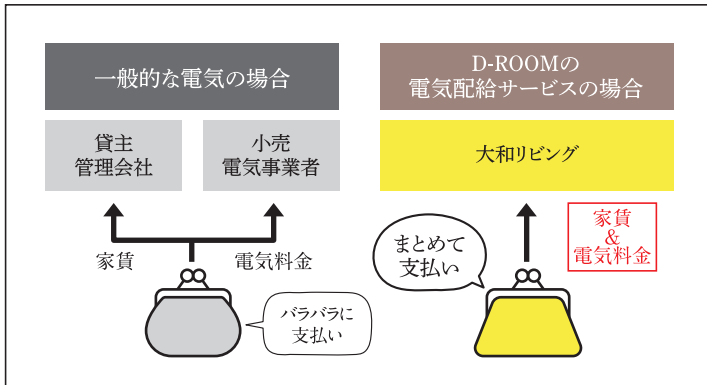 一般的な電気の場合
貸主
管理会社
小売
電気事業者
家賃
電気料金
バラバラに
支払い
D-ROOMの
電気配給サービスの場合
大和リビング
まとめて
支払い
家賃
&
電気料金